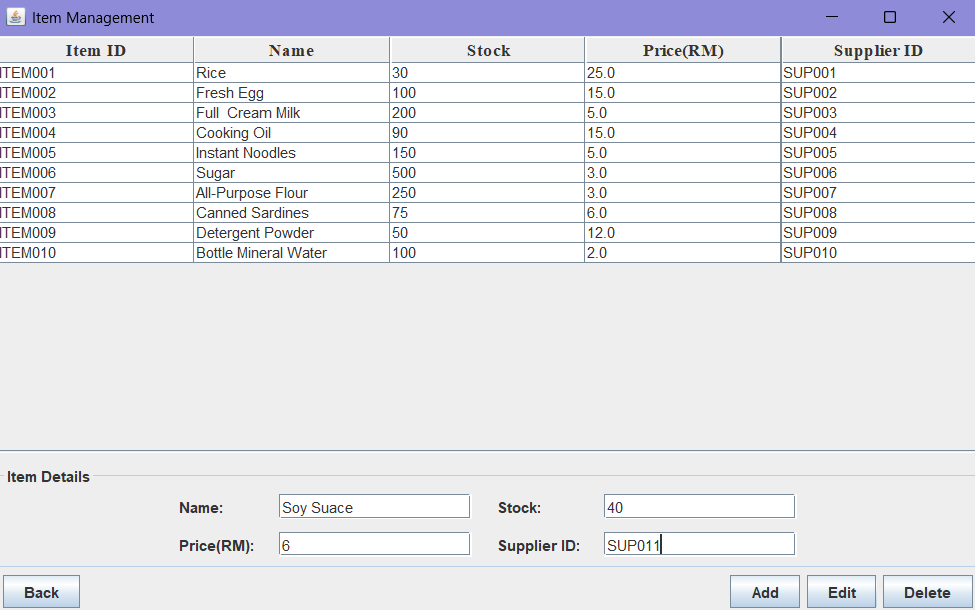 Item Management
Item ID Name Stock Price(RM) Supplier ID
ITEM001 Rice 30 25.0 SUP001
ITEM002 Fresh Egg 100 15.0 SUP002
ITEM003 Full  Cream Milk 200 5.0 SUP003
ITEM004 Cooking Oil 90 15.0 SUP004
ITEM005 Instant Noodles 150 5.0 SUP005
ITEM006 Sugar 500 3.0 SUP006
ITEM007 All-Purpose Flour 250 3.0 SUP007
ITEM008 Canned Sardines 75 6.0 SUP008
ITEM009 Detergent Powder 50 12.0 SUP009
ITEM010 Bottle Mineral Water 100 2.0 SUP010
Item Details
Name: Soy Suace Stock: 40
Price(RM): 6 Supplier ID: SUP011
Back Add Edit Delete